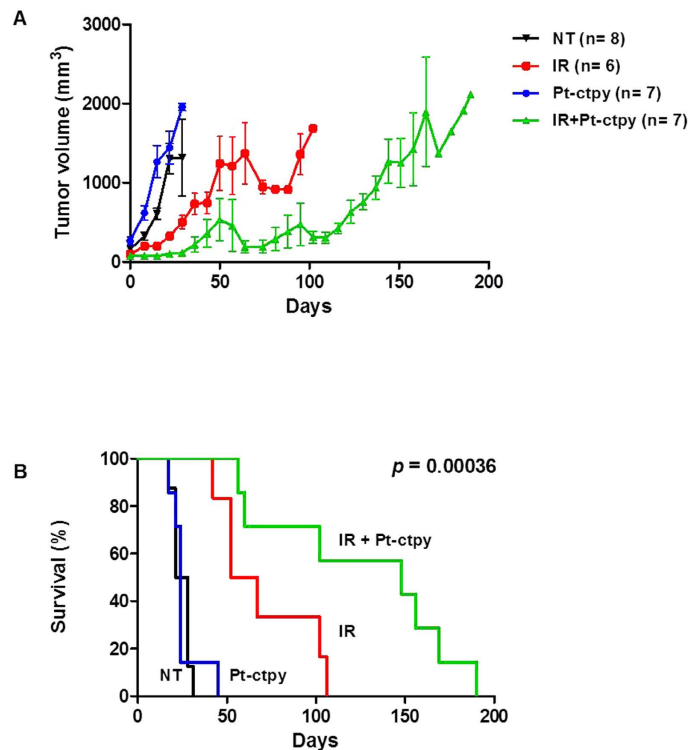 A
Tumor volume (mm³)
3000
2000
1000
0
0 50 100 150 200
Days
NT (n= 8)
IR (n= 6)
Pt-ctpy (n= 7)
IR+Pt-ctpy (n= 7)
B
Survival (%)
100
80
60
40
20
0
p = 0.00036
IR + Pt-ctpy
IR
NT Pt-ctpy
0 50 100 150 200
Days